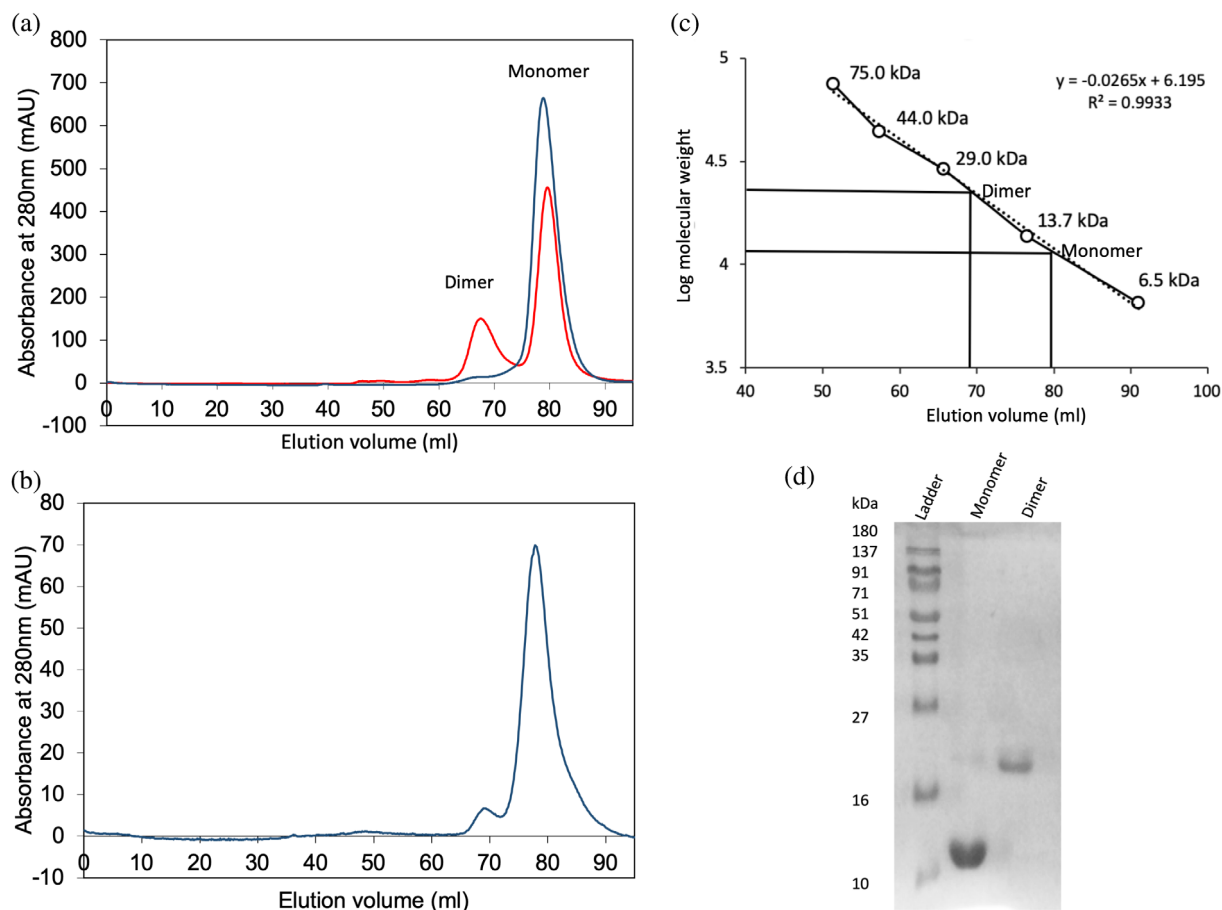 (a)
800
700
600
500
400
300
200
100
0
-100
Absorbance at 280nm (mAU)
Monomer
Dimer
0 10 20 30 40 50 60 70 80 90
Elution volume (ml)
(b)
80
70
60
50
40
30
20
10
0
-10
Absorbance at 280nm (mAU)
0 10 20 30 40 50 60 70 80 90
Elution volume (ml)
(c)
5
4.5
4
3.5
Log molecular weight
75.0 kDa
44.0 kDa
29.0 kDa
Dimer
13.7 kDa
Monomer
6.5 kDa
y = -0.0265x + 6.195
R² = 0.9933
40 50 60 70 80 90 100
Elution volume (ml)
(d)
kDa
Ladder
Monomer
Dimer
180
137
91
71
51
42
35
27
16
10